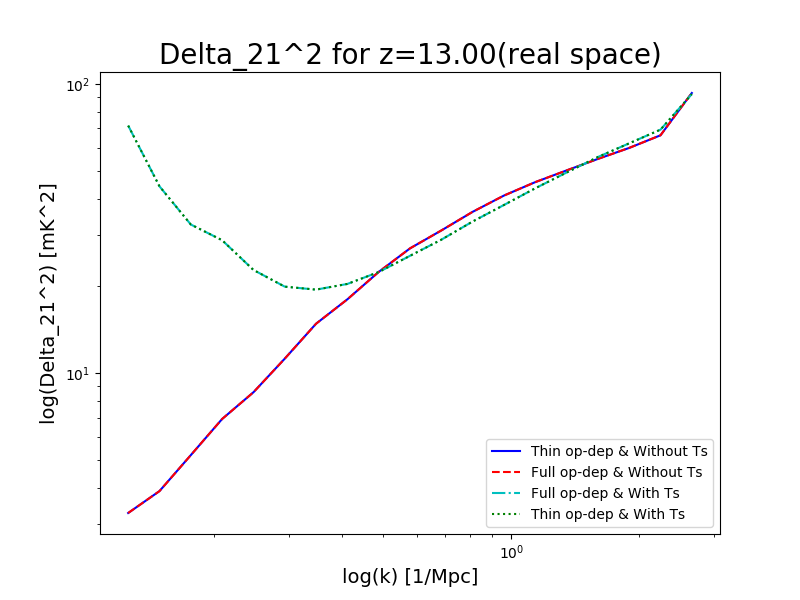 Delta_21^2 for z=13.00(real space)
10^2
10^1
log(Delta_21^2) [mK^2]
Thin op-dep & Without Ts
Full op-dep & Without Ts
Full op-dep & With Ts
Thin op-dep & With Ts
10^0
log(k) [1/Mpc]